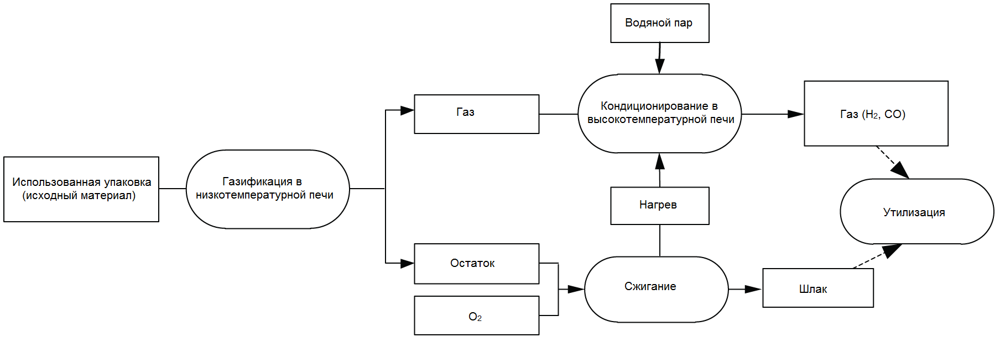 Водяной пар
Кондиционирование в
высокотемпературной печи
Газ
Газ (H₂, CO)
Использованная упаковка
(исходный материал)
Газификация в
низкотемпературной печи
Нагрев
Утилизация
Остаток
Сжигание
Шлак
O₂